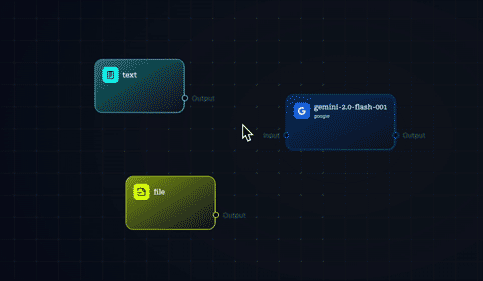 text
Output
gemini-2.0-flash-001
google
Input
Output
file
Output